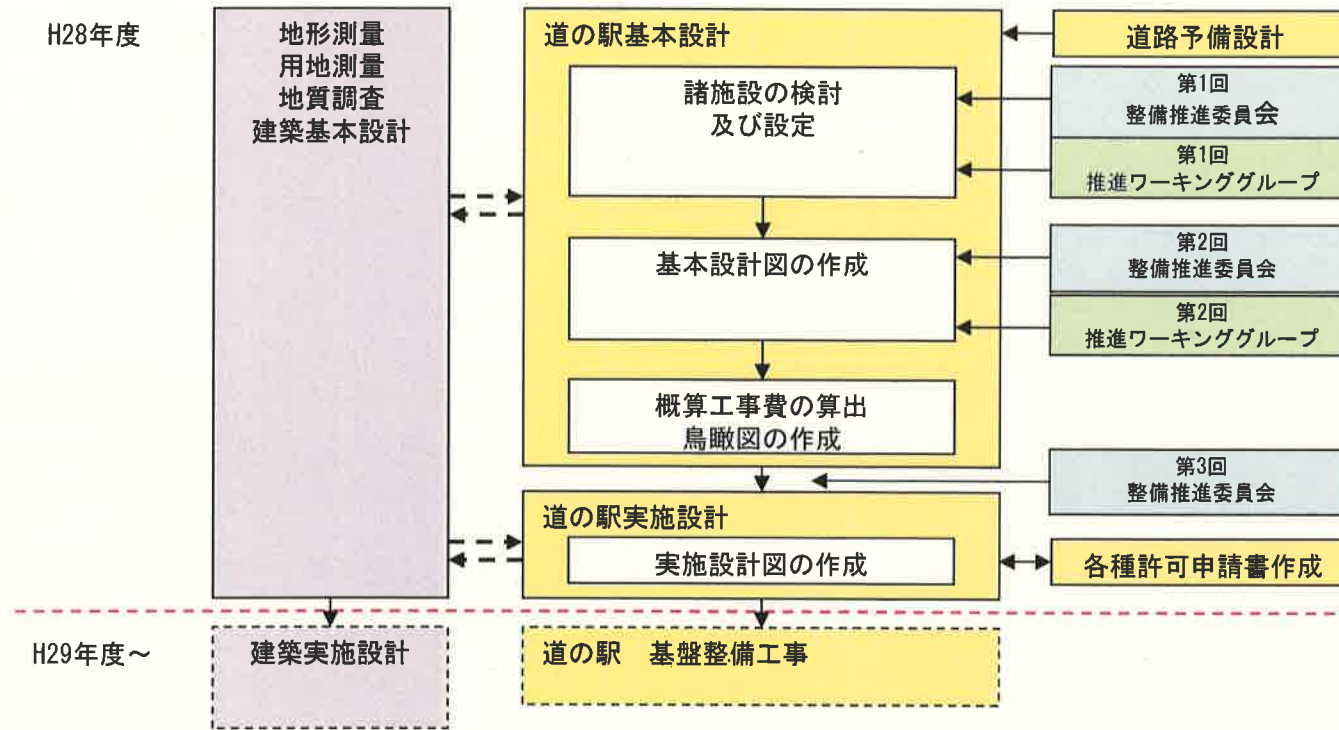 H28年度
地形測量
用地測量
地質調査
建築基本設計
道の駅基本設計
諸施設の検討
及び設定
基本設計図の作成
概算工事費の算出
鳥瞰図の作成
道路予備設計
第1回
整備推進委員会
第1回
推進ワーキンググループ
第2回
整備推進委員会
第2回
推進ワーキンググループ
第3回
整備推進委員会
道の駅実施設計
実施設計図の作成
各種許可申請書作成
H29年度～
建築実施設計
道の駅　基盤整備工事